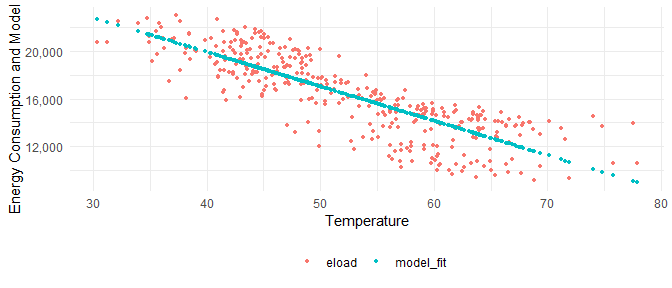 Energy Consumption and Model
20,000
16,000
12,000
30 40 50 60 70 80
Temperature
eload model_fit